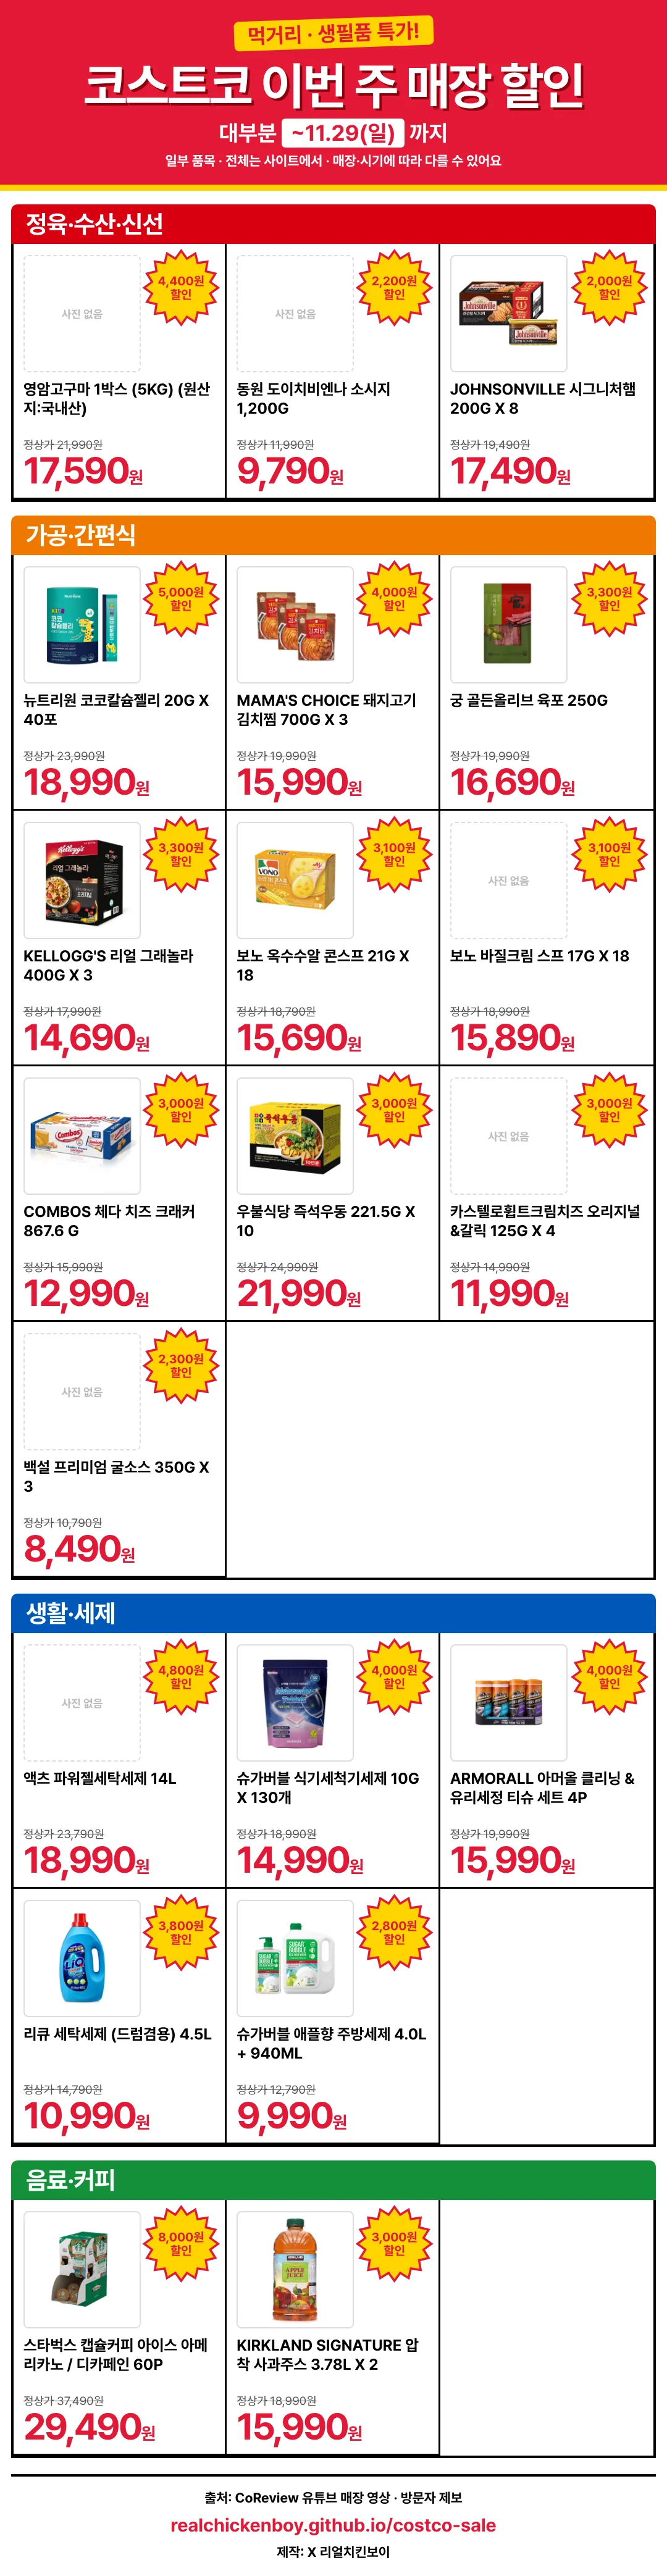 먹거리 · 생필품 특가!
코스트코 이번 주 매장 할인
대부분 ~11.29(일) 까지
일부 품목 · 전체는 사이트에서 · 매장·시기에 따라 다를 수 있어요
정육·수산·신선
사진 없음
4,400원
할인
영암고구마 1박스 (5KG) (원산
지:국내산)
정상가 21,990원
17,590원
사진 없음
2,200원
할인
동원 도이치비엔나 소시지
1,200G
정상가 11,990원
9,790원
Johnsonville
2,000원
할인
JOHNSONVILLE 시그니처햄
200G X 8
정상가 19,490원
17,490원
가공·간편식
5,000원
할인
뉴트리원 코코칼슘젤리 20G X
40포
정상가 23,990원
18,990원
4,000원
할인
MAMA'S CHOICE 돼지고기
김치찜 700G X 3
정상가 19,990원
15,990원
3,300원
할인
궁 골든올리브 육포 250G
정상가 19,990원
16,690원
Kellogg's
리얼 그래놀라
3,300원
할인
KELLOGG'S 리얼 그래놀라
400G X 3
정상가 17,990원
14,690원
VONO
3,100원
할인
보노 옥수수알 콘스프 21G X
18
정상가 18,790원
15,690원
사진 없음
3,100원
할인
보노 바질크림 스프 17G X 18
정상가 18,990원
15,890원
Combos
3,000원
할인
COMBOS 체다 치즈 크래커
867.6 G
정상가 15,990원
12,990원
즉석우동
3,000원
할인
우불식당 즉석우동 221.5G X
10
정상가 24,990원
21,990원
사진 없음
3,000원
할인
카스텔로휩트크림치즈 오리지널
&갈릭 125G X 4
정상가 14,990원
11,990원
사진 없음
2,300원
할인
백설 프리미엄 굴소스 350G X
3
정상가 10,790원
8,490원
생활·세제
사진 없음
4,800원
할인
액츠 파워젤세탁세제 14L
정상가 23,790원
18,990원
4,000원
할인
슈가버블 식기세척기세제 10G
X 130개
정상가 18,990원
14,990원
4,000원
할인
ARMORALL 아머올 클리닝 &
유리세정 티슈 세트 4P
정상가 19,990원
15,990원
LiQ
3,800원
할인
리큐 세탁세제 (드럼겸용) 4.5L
정상가 14,790원
10,990원
SUGAR
BUBBLE
2,800원
할인
슈가버블 애플향 주방세제 4.0L
+ 940ML
정상가 12,790원
9,990원
음료·커피
8,000원
할인
스타벅스 캡슐커피 아이스 아메
리카노 / 디카페인 60P
정상가 37,490원
29,490원
APPLE
JUICE
3,000원
할인
KIRKLAND SIGNATURE 압
착 사과주스 3.78L X 2
정상가 18,990원
15,990원
출처: CoReview 유튜브 매장 영상 · 방문자 제보
realchickenboy.github.io/costco-sale
제작: X 리얼치킨보이